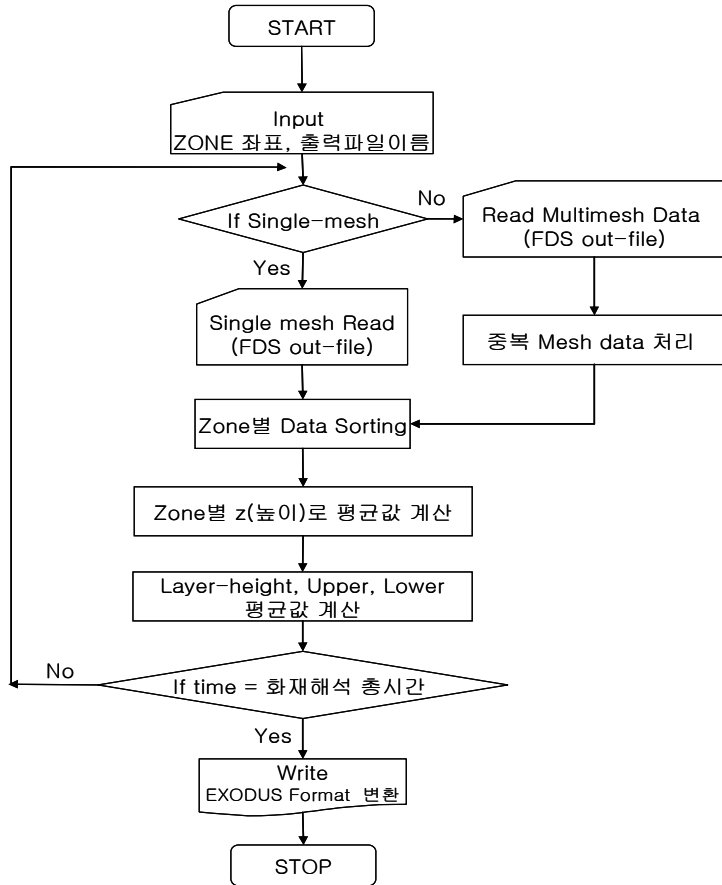 START
Input
ZONE 좌표, 출력파일이름
If Single-mesh
No
Read Multimesh Data
(FDS out-file)
Yes
Single mesh Read
(FDS out-file)
중복 Mesh data 처리
Zone별 Data Sorting
Zone별 z(높이)로 평균값 계산
Layer-height, Upper, Lower
평균값 계산
No
If time = 화재해석 총시간
Yes
Write
EXODUS Format 변환
STOP